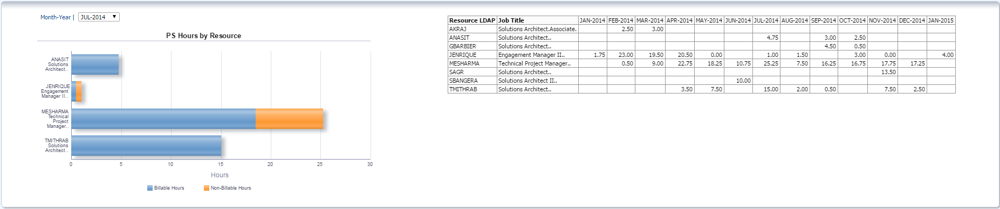 Month-Year | JUL-2014
PS Hours by Resource
ANASIT
Solutions
Architect..
JENRIQUE
Engagement
Manager II..
MESHARMA
Technical
Project
Manager..
TMITHRAB
Solutions
Architect..
0 5 10 15 20 25 30
Hours
Billable Hours Non-Billable Hours
Resource LDAP Job Title JAN-2014 FEB-2014 MAR-2014 APR-2014 MAY-2014 JUN-2014 JUL-2014 AUG-2014 SEP-2014 OCT-2014 NOV-2014 DEC-2014 JAN-2015
AKRAJ Solutions Architect.Associate. 2.50 3.00
ANASIT Solutions Architect.. 4.75 3.00 2.50
GBARBIER Solutions Architect.. 4.50 0.50
JENRIQUE Engagement Manager II.. 1.75 23.00 19.50 20.50 0.00 1.00 1.50 3.00 0.00 4.00
MESHARMA Technical Project Manager.. 0.50 9.00 22.75 18.25 10.75 25.25 7.50 16.25 16.75 17.75 17.25
SAGR Solutions Architect.. 13.50
SBANGERA Solutions Architect II.. 10.00
TMITHRAB Solutions Architect.. 3.50 7.50 15.00 2.00 0.50 7.50 2.50